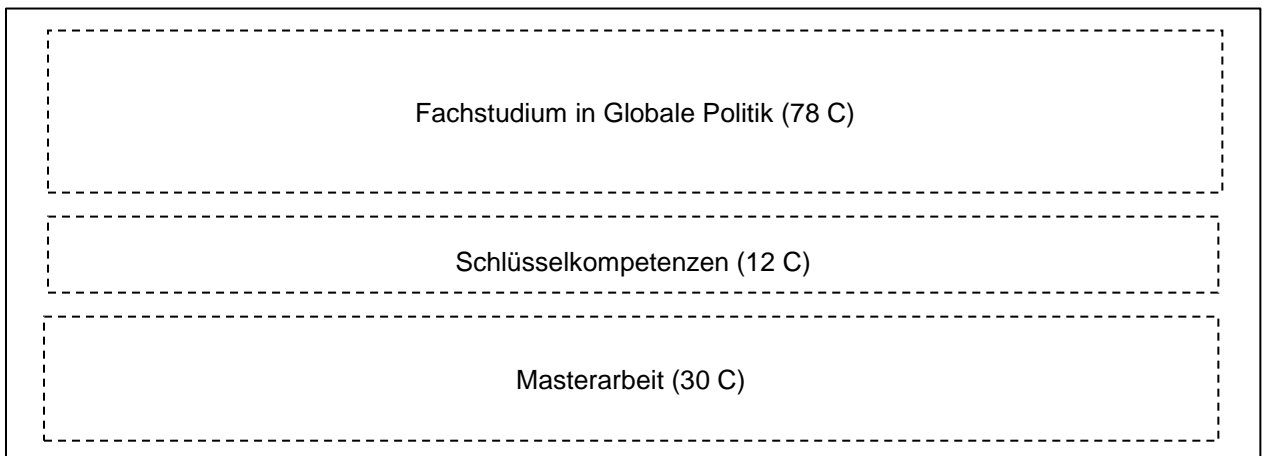 Fachstudium in Globale Politik (78 C)
Schlüsselkompetenzen (12 C)
Masterarbeit (30 C)